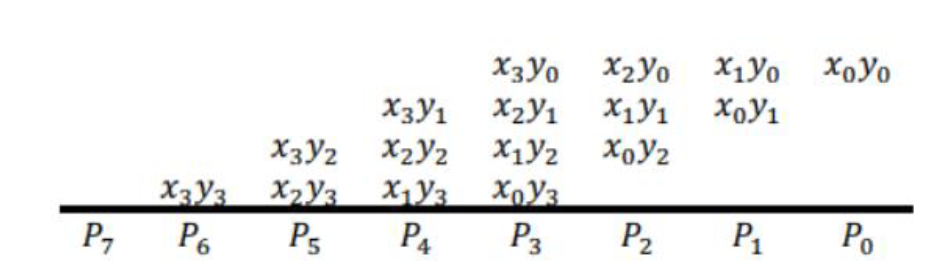 x₃y₀ x₂y₀ x₁y₀ x₀y₀
x₃y₁ x₂y₁ x₁y₁ x₀y₁
x₃y₂ x₂y₂ x₁y₂ x₀y₂
x₃y₃ x₂y₃ x₁y₃ x₀y₃
P₇ P₆ P₅ P₄ P₃ P₂ P₁ P₀